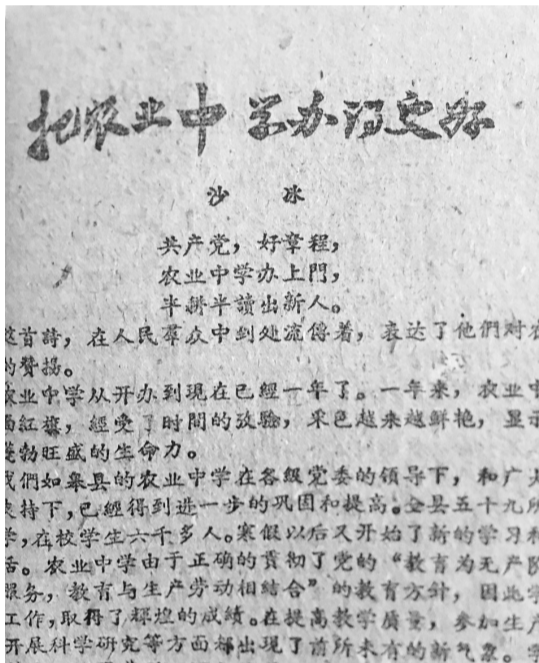 把农业中学办得更好
沙 冰
共产党，好章程，
农业中学办上門，
半耕半讀出新人。
这首詩，在人民羣众中到处流傳着，表达了他們对农
的贊揚。
农业中学从开办到現在已經一年了。一年来，农业中
面紅旗，經受了时間的攷驗，采色越来越鮮艳，显示
蓬勃旺盛的生命力。
我們如皋县的农业中学在各級党委的領导下，和广大
支持下，已經得到进一步的巩固和提高。全县五十九所
学，在校学生六千多人。寒假以后又开始了新的学习和
活。农业中学由于正确的貫彻了党的“教育为无产阶
服务，教育与生产劳动相結合”的教育方針，因此学
工作，取得了輝煌的成績。在提高教学质量，参加生产
开展科学研究等方面都出現了前所未有的新气象。